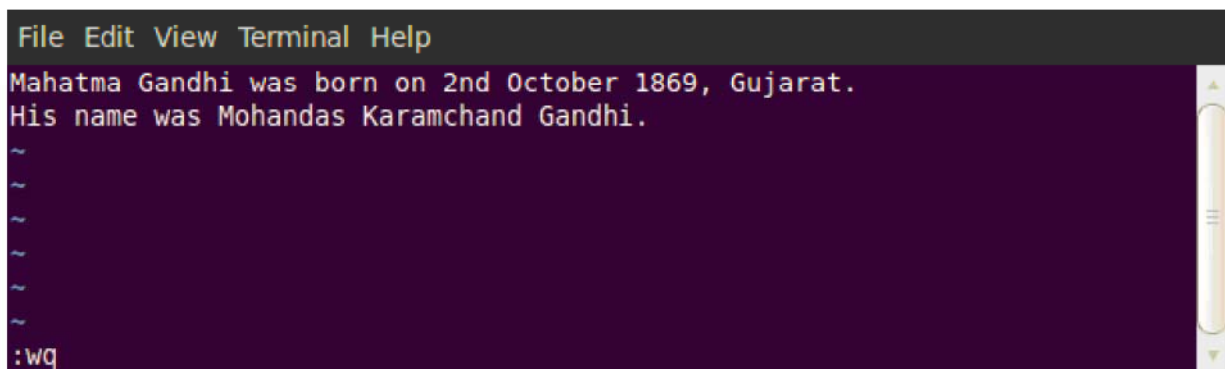 File Edit View Terminal Help
Mahatma Gandhi was born on 2nd October 1869, Gujarat.
His name was Mohandas Karamchand Gandhi.
~
~
~
~
~
~
:wq